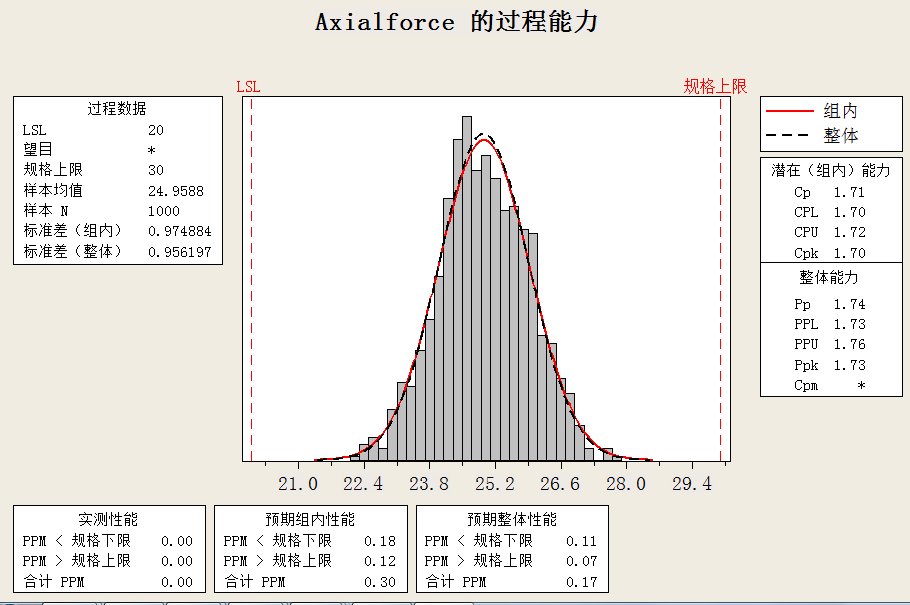 Axialforce 的过程能力
LSL
规格上限
过程数据
LSL 20
望目 *
规格上限 30
样本均值 24.9588
样本 N 1000
标准差（组内） 0.974884
标准差（整体） 0.956197
组内
整体
潜在（组内）能力
Cp 1.71
CPL 1.70
CPU 1.72
Cpk 1.70
整体能力
Pp 1.74
PPL 1.73
PPU 1.76
Ppk 1.73
Cpm *
21.0 22.4 23.8 25.2 26.6 28.0 29.4
实测性能
PPM < 规格下限 0.00
PPM > 规格上限 0.00
合计 PPM 0.00
预期组内性能
PPM < 规格下限 0.18
PPM > 规格上限 0.12
合计 PPM 0.30
预期整体性能
PPM < 规格下限 0.11
PPM > 规格上限 0.07
合计 PPM 0.17